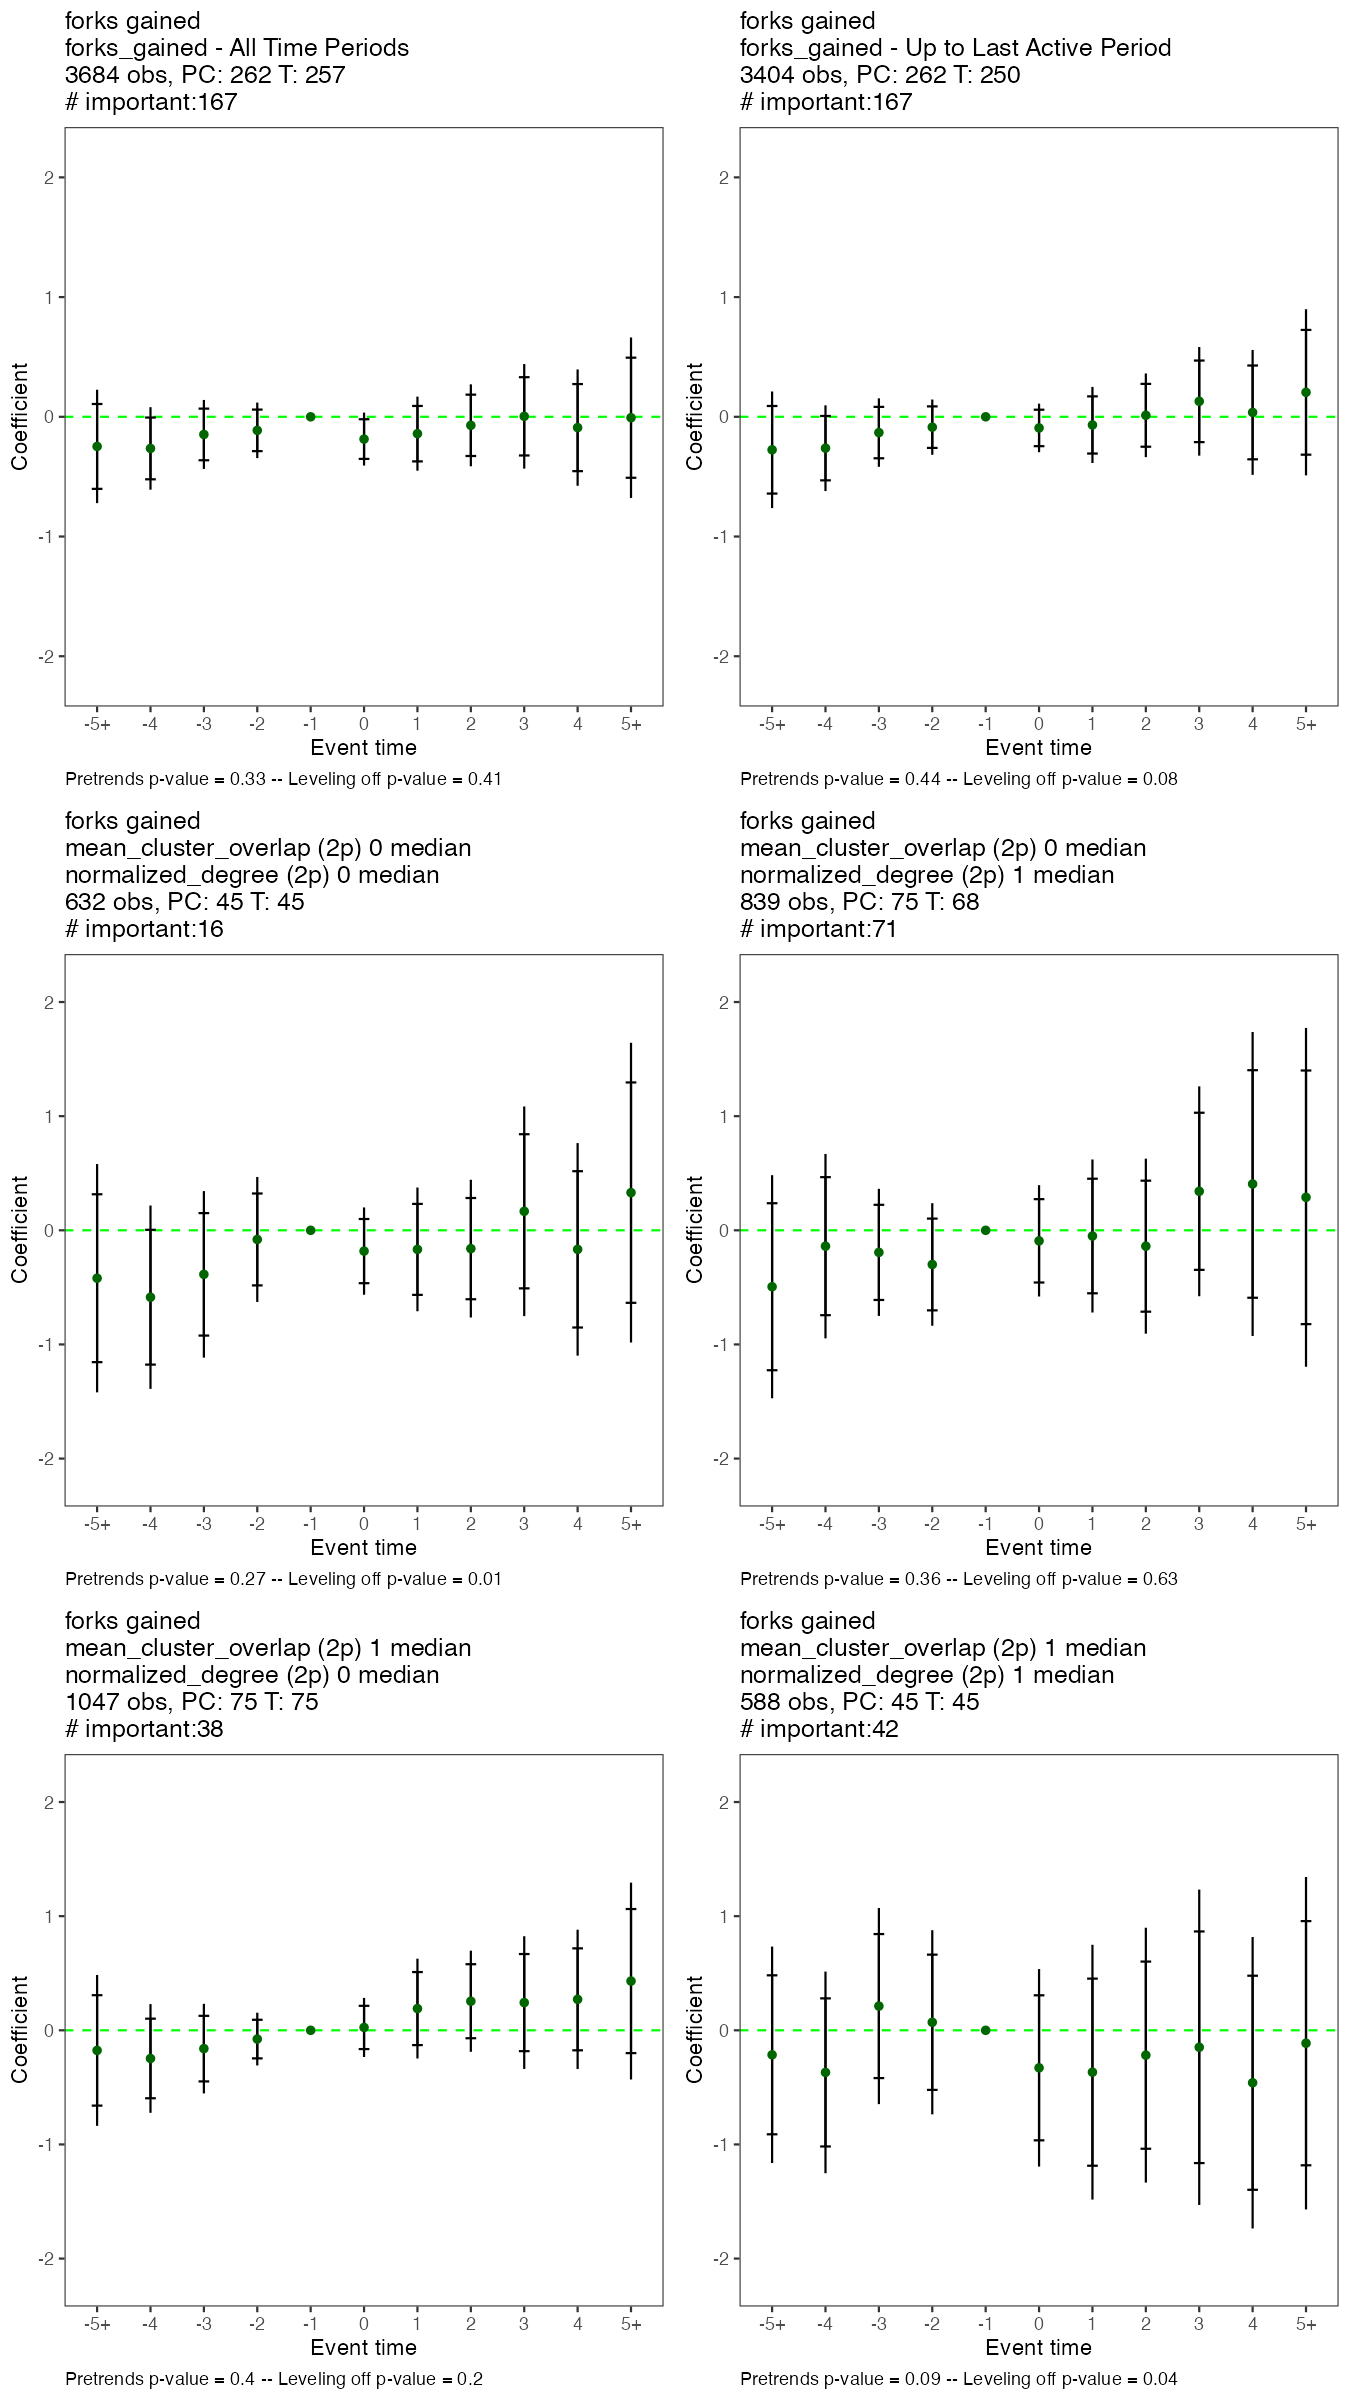 forks gained
forks_gained - All Time Periods
3684 obs, PC: 262 T: 257
# important:167
2
1
0
-1
-2
Coefficient
-5+ -4 -3 -2 -1 0 1 2 3 4 5+
Event time
Pretrends p-value = 0.33 -- Leveling off p-value = 0.41
forks gained
forks_gained - Up to Last Active Period
3404 obs, PC: 262 T: 250
# important:167
2
1
0
-1
-2
Coefficient
-5+ -4 -3 -2 -1 0 1 2 3 4 5+
Event time
Pretrends p-value = 0.44 -- Leveling off p-value = 0.08
forks gained
mean_cluster_overlap (2p) 0 median
normalized_degree (2p) 0 median
632 obs, PC: 45 T: 45
# important:16
2
1
0
-1
-2
Coefficient
-5+ -4 -3 -2 -1 0 1 2 3 4 5+
Event time
Pretrends p-value = 0.27 -- Leveling off p-value = 0.01
forks gained
mean_cluster_overlap (2p) 0 median
normalized_degree (2p) 1 median
839 obs, PC: 75 T: 68
# important:71
2
1
0
-1
-2
Coefficient
-5+ -4 -3 -2 -1 0 1 2 3 4 5+
Event time
Pretrends p-value = 0.36 -- Leveling off p-value = 0.63
forks gained
mean_cluster_overlap (2p) 1 median
normalized_degree (2p) 0 median
1047 obs, PC: 75 T: 75
# important:38
2
1
0
-1
-2
Coefficient
-5+ -4 -3 -2 -1 0 1 2 3 4 5+
Event time
Pretrends p-value = 0.4 -- Leveling off p-value = 0.2
forks gained
mean_cluster_overlap (2p) 1 median
normalized_degree (2p) 1 median
588 obs, PC: 45 T: 45
# important:42
2
1
0
-1
-2
Coefficient
-5+ -4 -3 -2 -1 0 1 2 3 4 5+
Event time
Pretrends p-value = 0.09 -- Leveling off p-value = 0.04